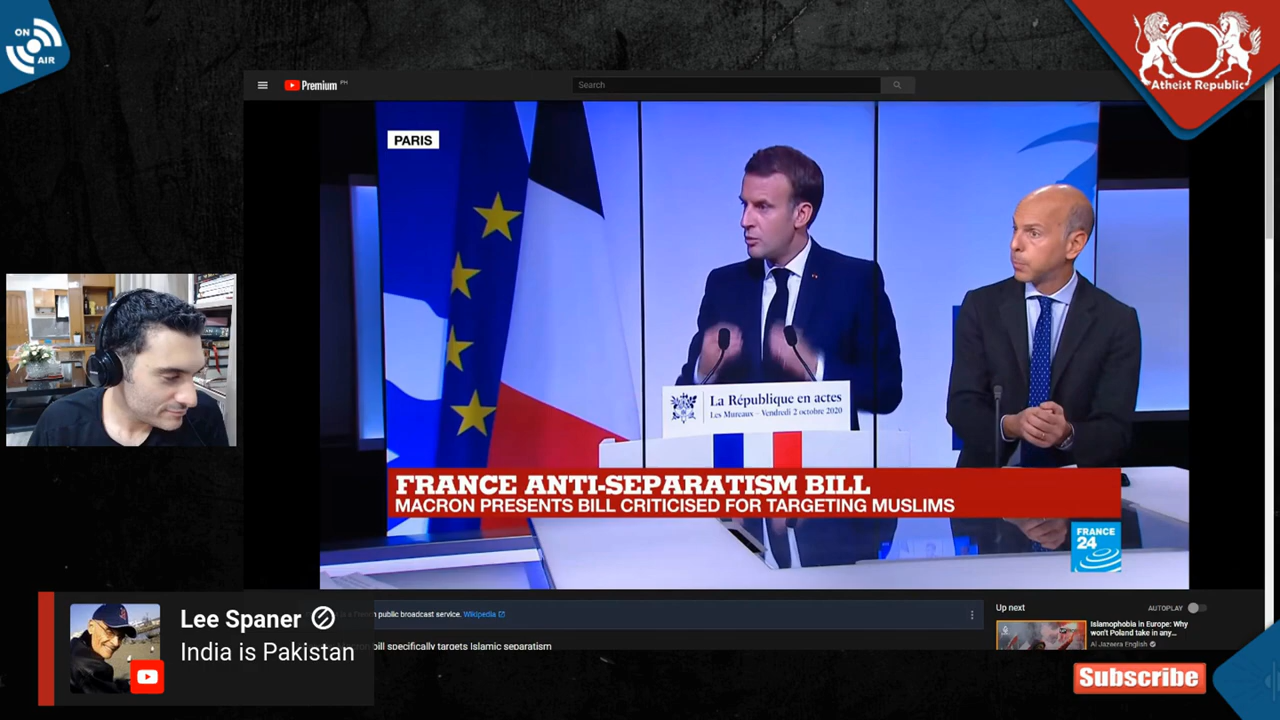 ON
AIR
Premium PH
Search
Atheist Republic
PARIS
La République en actes
Les Mureaux – Vendredi 2 octobre 2020
FRANCE ANTI-SEPARATISM BILL
MACRON PRESENTS BILL CRITICISED FOR TARGETING MUSLIMS
FRANCE
24
public broadcast service. Wikipedia
bill specifically targets Islamic separatism
Up next
AUTOPLAY
Islamophobia in Europe: Why
won't Poland take in any...
Al Jazeera English
Lee Spaner
India is Pakistan
Subscribe